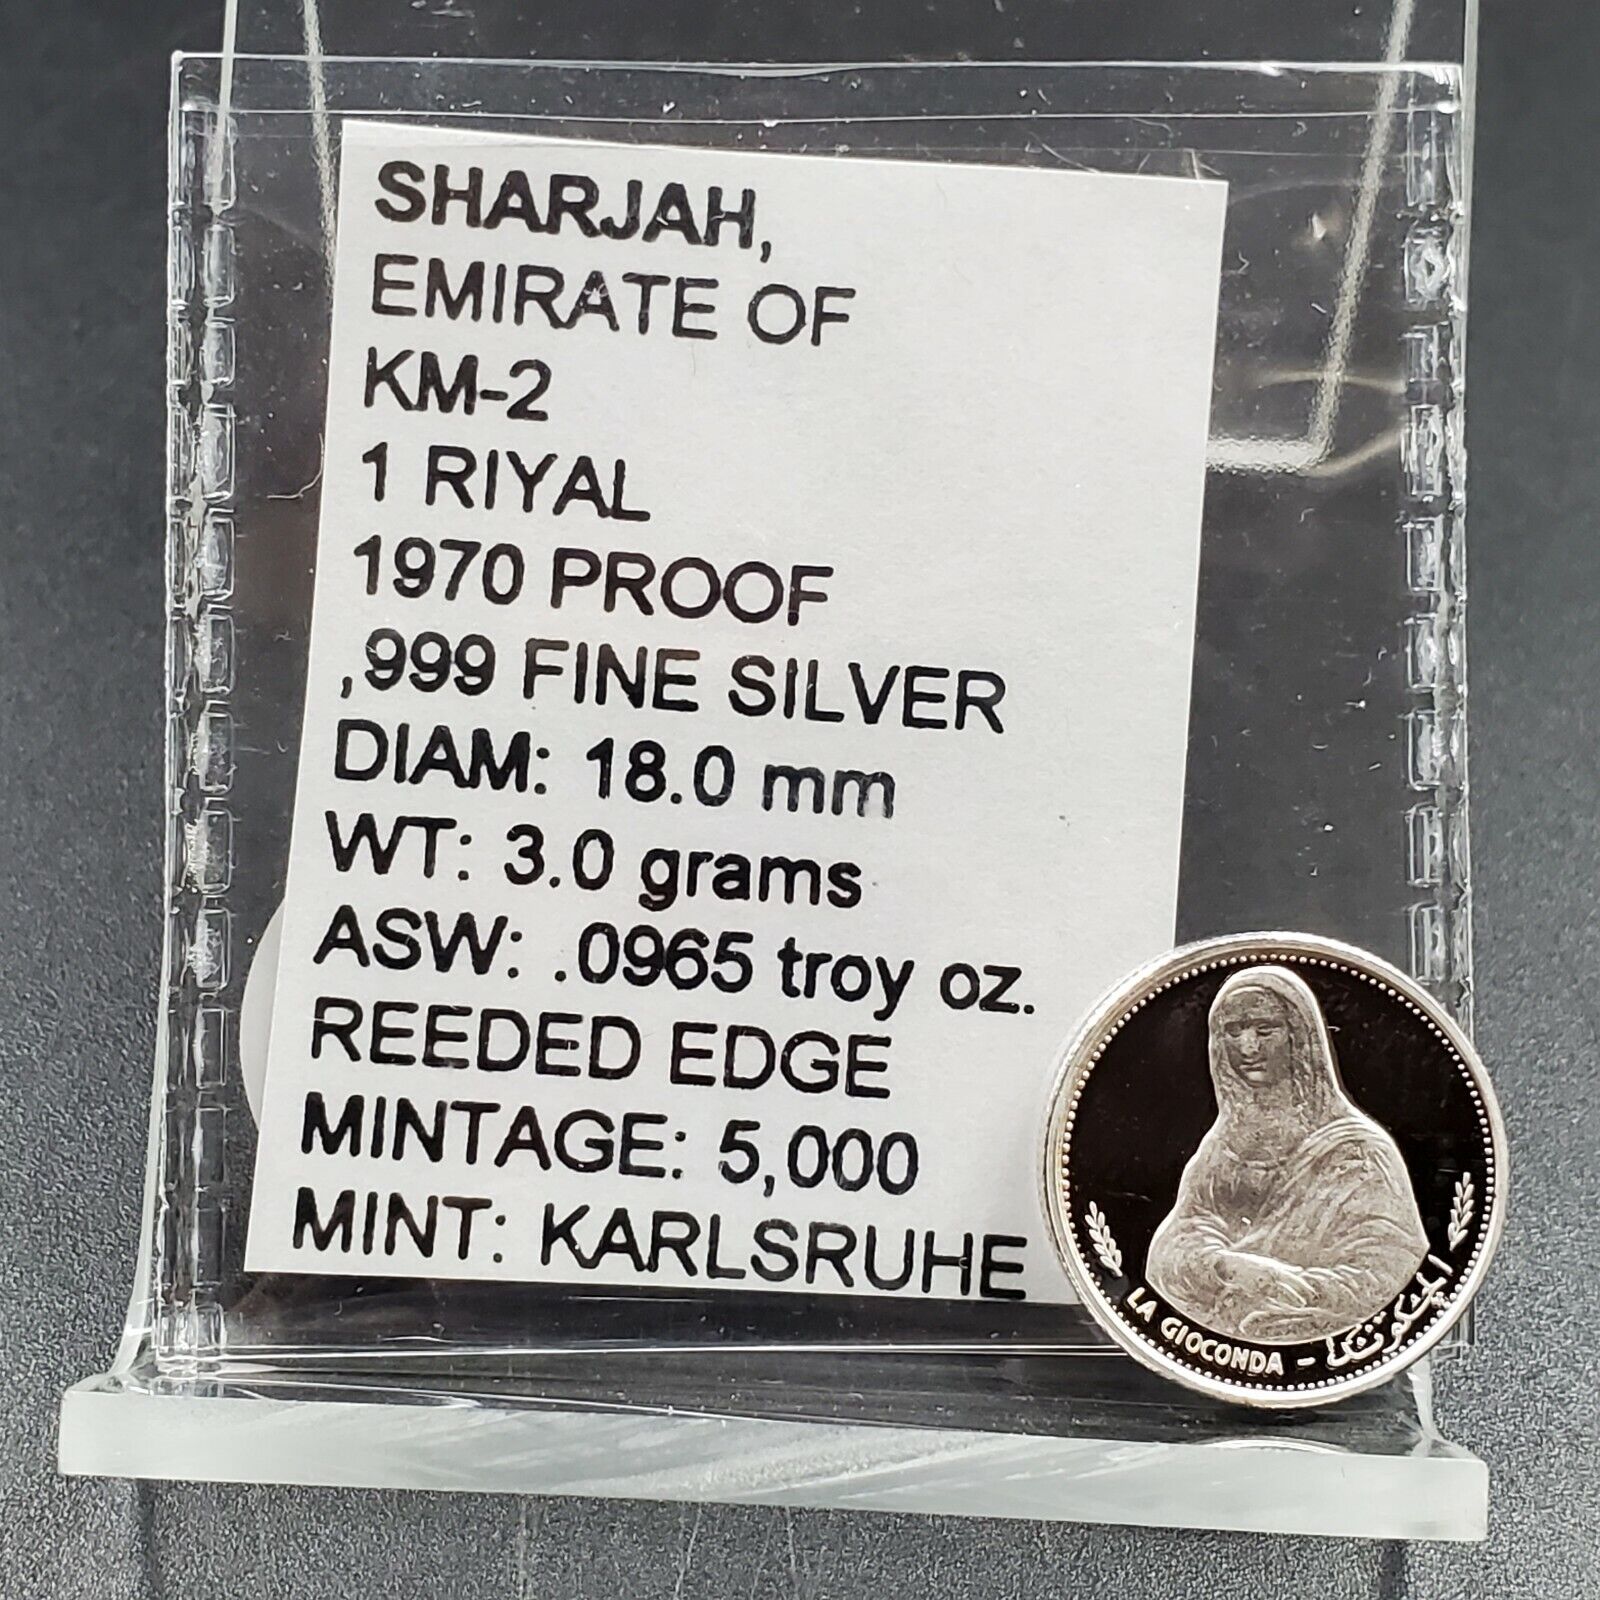 SHARJAH,
EMIRATE OF
KM-2
1 RIYAL
1970 PROOF
,999 FINE SILVER
DIAM: 18.0 mm
WT: 3.0 grams
ASW: .0965 troy oz.
REEDED EDGE
MINTAGE: 5,000
MINT: KARLSRUHE
LA GIOCONDA - الجيوكوندا